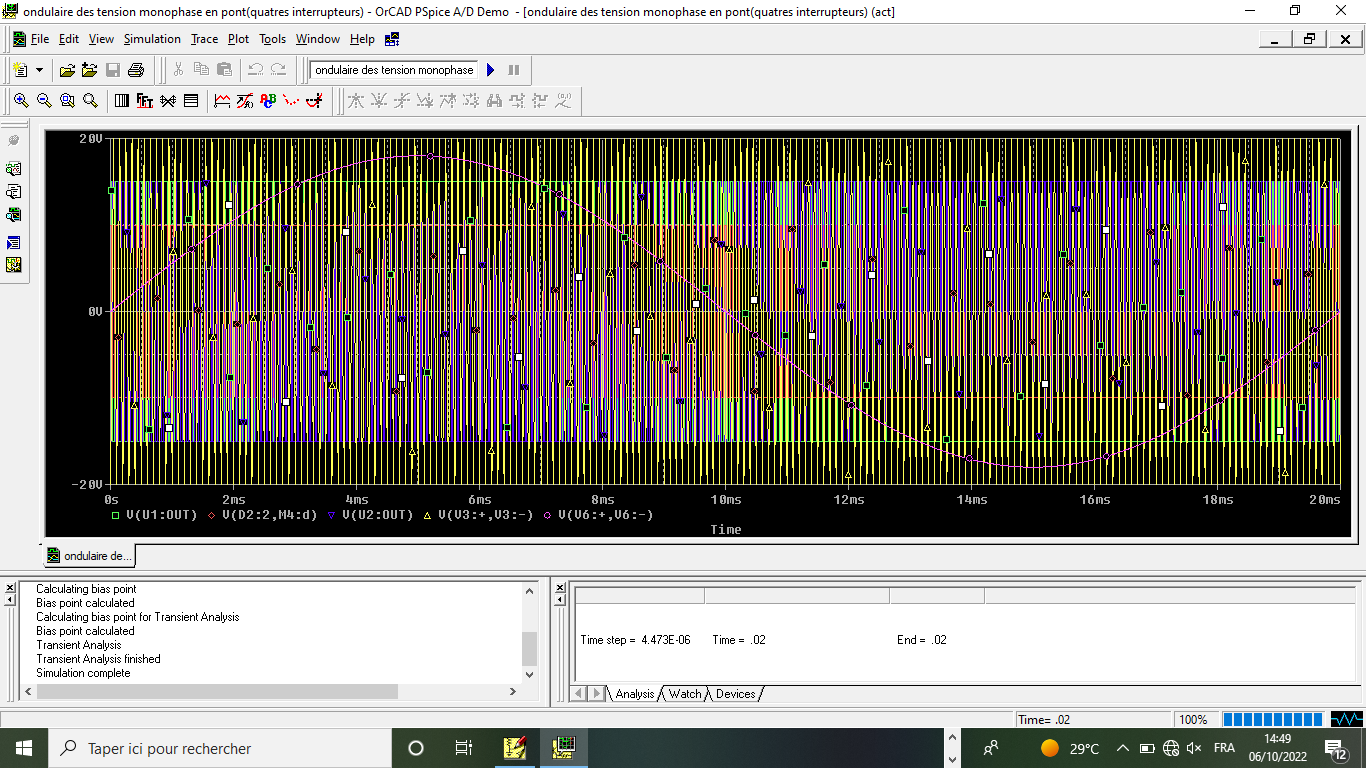 ondulaire des tension monophase en pont(quatres interrupteurs) - OrCAD PSpice A/D Demo - [ondulaire des tension monophase en pont(quatres interrupteurs) (act]
File Edit View Simulation Trace Plot Tools Window Help
ondulaire des tension monophase
20V
0V
-20V
0s 2ms 4ms 6ms 8ms 10ms 12ms 14ms 16ms 18ms 20ms
V(U1:OUT) V(D2:2,M4:d) V(U2:OUT) V(V3:+,V3:-) V(V6:+,V6:-)
Time
ondulaire de...
Calculating bias point
Bias point calculated
Calculating bias point for Transient Analysis
Bias point calculated
Transient Analysis
Transient Analysis finished
Simulation complete
Time step = 4.473E-06 Time = .02 End = .02
Analysis Watch Devices
Time= .02 100%
Taper ici pour rechercher
29°C
FRA
14:49
06/10/2022
12